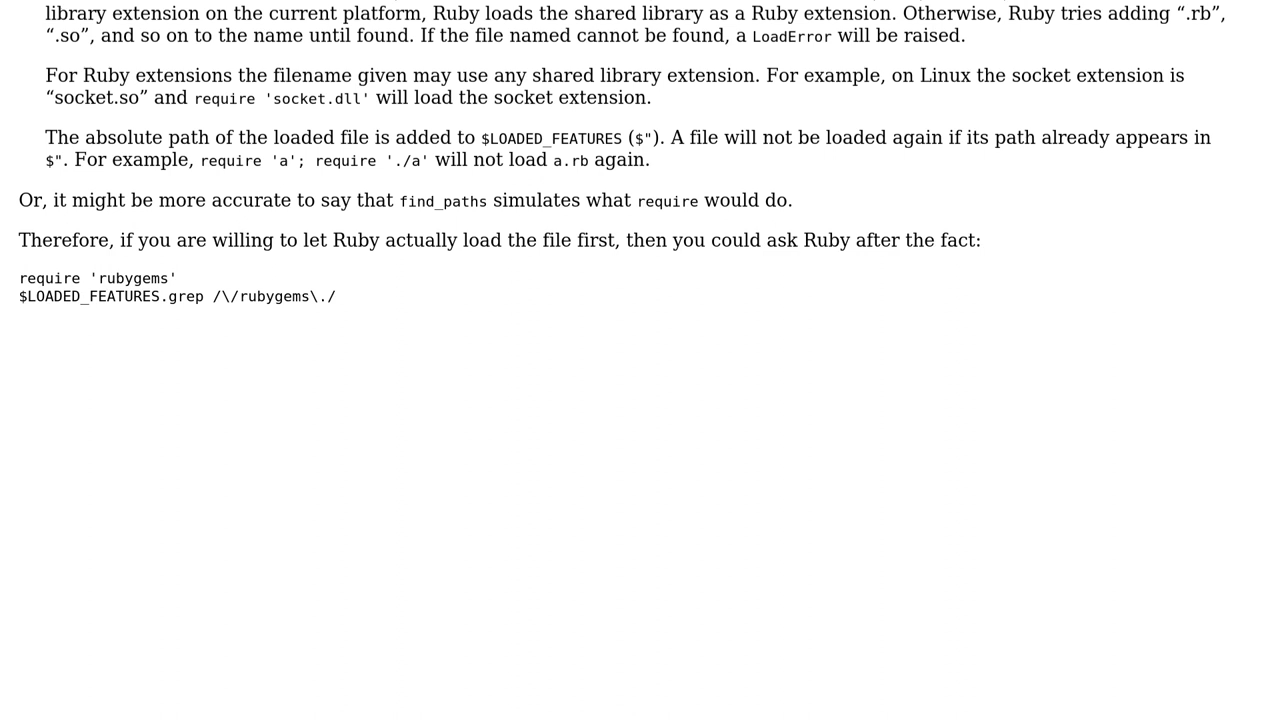 library extension on the current platform, Ruby loads the shared library as a Ruby extension. Otherwise, Ruby tries adding “.rb”,
“.so”, and so on to the name until found. If the file named cannot be found, a LoadError will be raised.
For Ruby extensions the filename given may use any shared library extension. For example, on Linux the socket extension is
“socket.so” and require 'socket.dll' will load the socket extension.
The absolute path of the loaded file is added to $LOADED_FEATURES ($"). A file will not be loaded again if its path already appears in
$". For example, require 'a'; require './a' will not load a.rb again.
Or, it might be more accurate to say that find_paths simulates what require would do.
Therefore, if you are willing to let Ruby actually load the file first, then you could ask Ruby after the fact:
require 'rubygems'
$LOADED_FEATURES.grep /\/rubygems\./